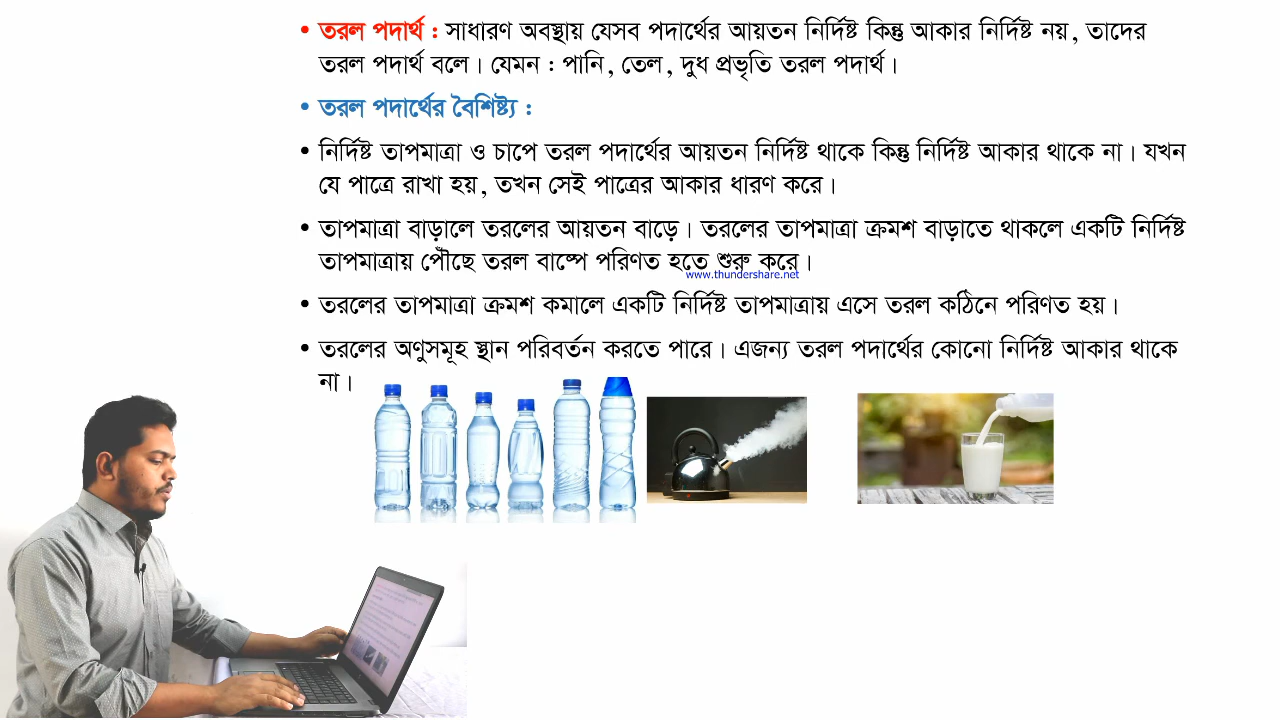 • তরল পদার্থ : সাধারণ অবস্থায় যেসব পদার্থের আয়তন নির্দিষ্ট কিন্তু আকার নির্দিষ্ট নয়, তাদের
তরল পদার্থ বলে। যেমন : পানি, তেল, দুধ প্রভৃতি তরল পদার্থ।
• তরল পদার্থের বৈশিষ্ট্য :
• নির্দিষ্ট তাপমাত্রা ও চাপে তরল পদার্থের আয়তন নির্দিষ্ট থাকে কিন্তু নির্দিষ্ট আকার থাকে না। যখন
যে পাত্রে রাখা হয়, তখন সেই পাত্রের আকার ধারণ করে।
• তাপমাত্রা বাড়ালে তরলের আয়তন বাড়ে। তরলের তাপমাত্রা ক্রমশ বাড়াতে থাকলে একটি নির্দিষ্ট
তাপমাত্রায় পৌঁছে তরল বাষ্পে পরিণত হতে শুরু করে।
www.thundershare.net
• তরলের তাপমাত্রা ক্রমশ কমালে একটি নির্দিষ্ট তাপমাত্রায় এসে তরল কঠিনে পরিণত হয়।
• তরলের অণুসমূহ স্থান পরিবর্তন করতে পারে। এজন্য তরল পদার্থের কোনো নির্দিষ্ট আকার থাকে
না।